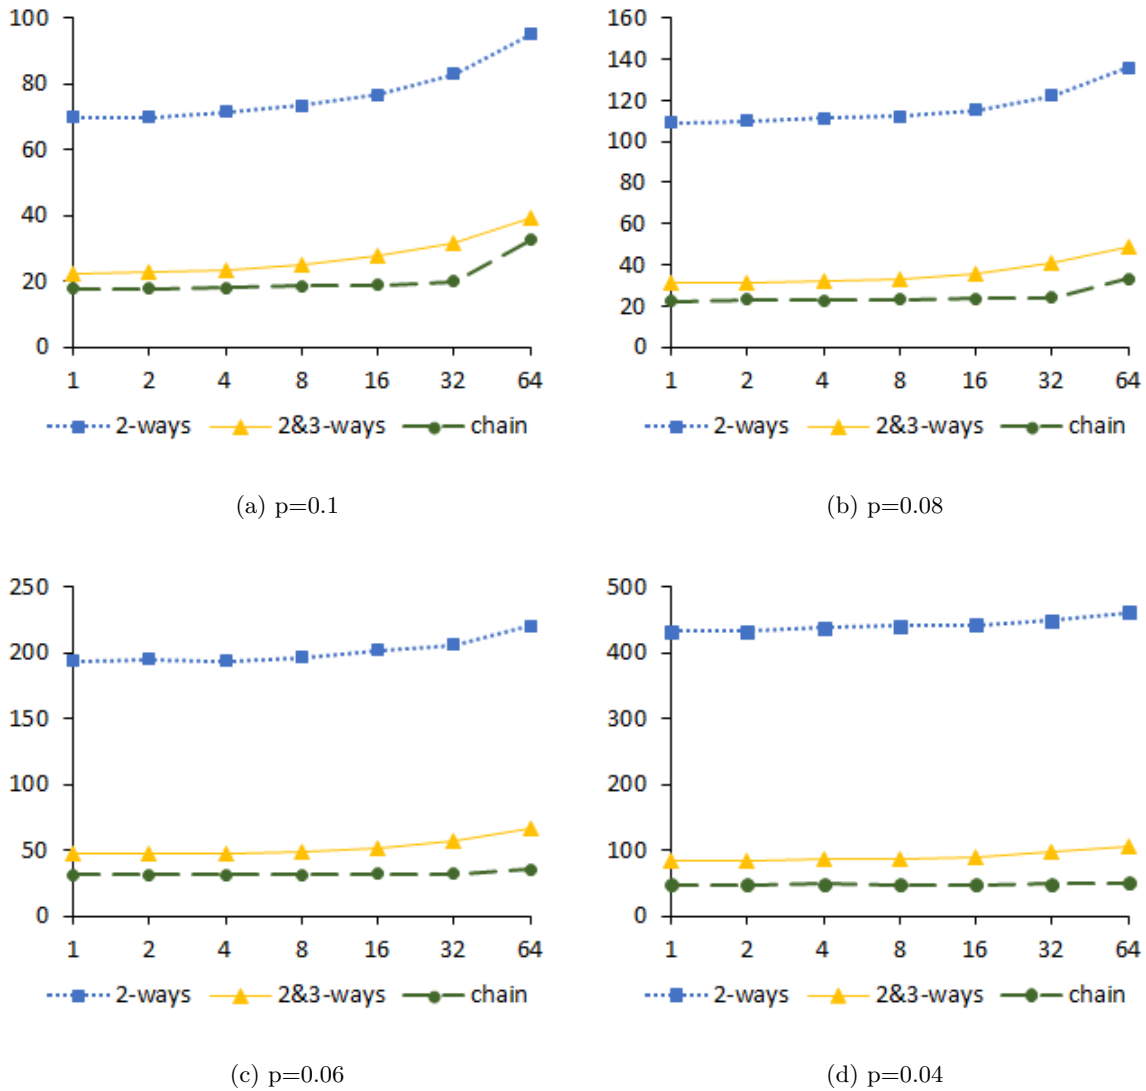 100
80
60
40
20
0
1 2 4 8 16 32 64
2-ways 2&3-ways chain
(a) p=0.1
160
140
120
100
80
60
40
20
0
1 2 4 8 16 32 64
2-ways 2&3-ways chain
(b) p=0.08
250
200
150
100
50
0
1 2 4 8 16 32 64
2-ways 2&3-ways chain
(c) p=0.06
500
400
300
200
100
0
1 2 4 8 16 32 64
2-ways 2&3-ways chain
(d) p=0.04